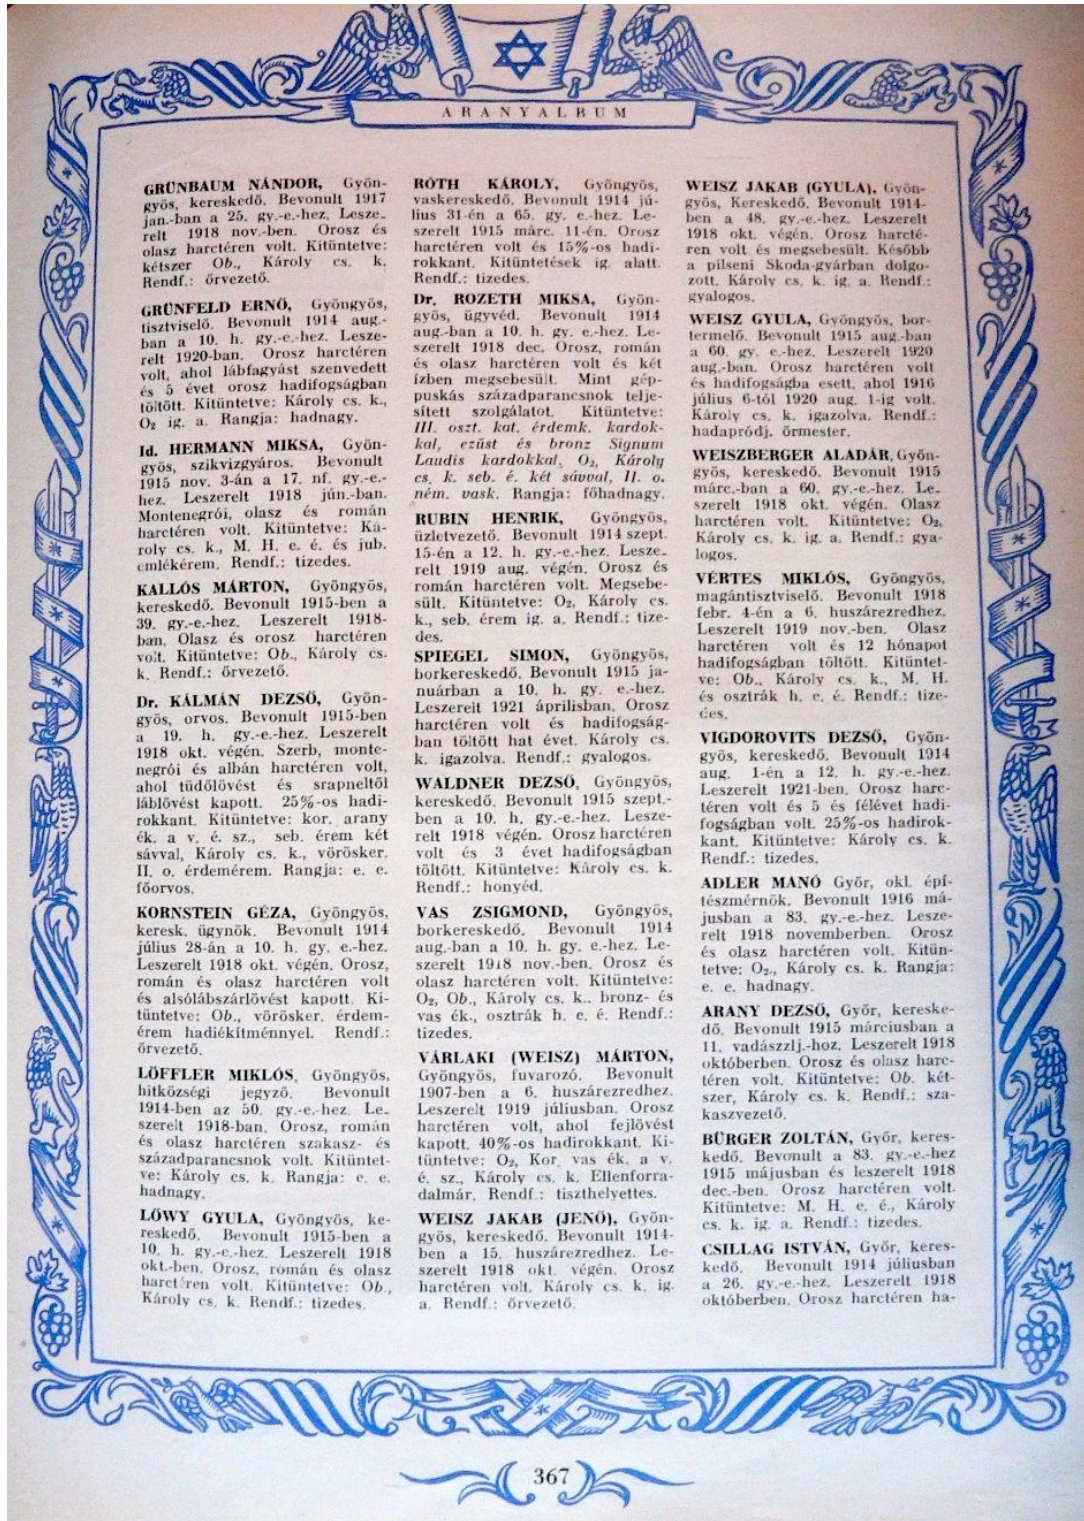 ARANYALBUM
GRÜNBAUM NÁNDOR, Gyön-
gyös, kereskedő. Bevonult 1917
jan.-ban a 25. gy.-e.-hez. Lesze-
relt 1918 nov.-ben. Orosz és
olasz harctéren volt. Kitüntetve:
kétszer Ob., Károly cs. k.
Rendf.: őrvezető.
GRÜNFELD ERNŐ, Gyöngyös,
tisztviselő. Bevonult 1914 aug.-
ban a 10. h. gy.-e.-hez. Lesze-
relt 1920-ban. Orosz harctéren
volt, ahol lábfagyást szenvedett
és 5 évet orosz hadifogságban
töltött. Kitüntetve: Károly cs. k.,
O₂ ig. a. Rangja: hadnagy.
Id. HERMANN MIKSA, Gyön-
gyös, szikvizgyáros. Bevonult
1915 nov. 3-án a 17. nf. gy.-e.-
hez. Leszerelt 1918 jún.-ban.
Montenegrói, olasz és román
harctéren volt. Kitüntetve: Ká-
roly cs. k., M. H. e. é. és jub.
emlékérem. Rendf.: tizedes.
KALLÓS MÁRTON, Gyöngyös,
kereskedő. Bevonult 1915-ben a
39. gy.-e.-hez. Leszerelt 1918-
ban. Olasz és orosz harctéren
volt. Kitüntetve: Ob., Károly cs.
k. Rendf.: őrvezető.
Dr. KÁLMÁN DEZSŐ, Gyön-
gyös, orvos. Bevonult 1915-ben
a 19. h. gy.-e.-hez. Leszerelt
1918 okt. végén. Szerb, monte-
negrói és albán harctéren volt,
ahol tüdőlövést és srapneltől
láblövést kapott. 25%-os hadi-
rokkant. Kitüntetve: kor. arany
ék. a v. é. sz., seb. érem két
sávval, Károly cs. k., vörösker.
II. o. érdemérem. Rangja: e. e.
főorvos.
KORNSTEIN GÉZA, Gyöngyös,
keresk. ügynök. Bevonult 1914
július 28-án a 10. h. gy. e.-hez.
Leszerelt 1918 okt. végén. Orosz,
román és olasz harctéren volt
és alsólábszárlövést kapott. Ki-
tüntetve: Ob., vörösker. érdem-
érem hadiékítménnyel. Rendf.:
őrvezető.
LÖFFLER MIKLÓS, Gyöngyös,
hitközségi jegyző. Bevonult
1914-ben az 50. gy.-e.-hez. Le-
szerelt 1918-ban. Orosz, román
és olasz harctéren szakasz- és
századparancsnok volt. Kitüntet-
ve: Károly cs. k. Rangja: e. e.
hadnagy.
LŐWY GYULA, Gyöngyös, ke-
reskedő. Bevonult 1915-ben a
10. h. gy.-e.-hez. Leszerelt 1918
okt.-ben. Orosz, román és olasz
harctéren volt. Kitüntetve: Ob.,
Károly cs. k. Rendf.: tizedes.
RÓTH KÁROLY, Gyöngyös,
vaskereskedő. Bevonult 1914 jú-
lius 31-én a 65. gy. e.-hez. Le-
szerelt 1915 márc. 11-én. Orosz
harctéren volt és 15%-os hadi-
rokkant. Kitüntetések ig. alatt.
Rendf.: tizedes.
Dr. ROZETH MIKSA, Gyön-
gyös, ügyvéd. Bevonult 1914
aug.-ban a 10. h. gy. e.-hez. Le-
szerelt 1918 dec. Orosz, román
és olasz harctéren volt és két
ízben megsebesült. Mint gép-
puskás századparancsnok telje-
sített szolgálatot. Kitüntetve:
III. oszt. kat. érdemk. kardok-
kal, ezüst és bronz Signum
Laudis kardokkal, O₂, Károly
cs. k. seb. é. két sávval, II. o.
ném. vask. Rangja: főhadnagy.
RUBIN HENRIK, Gyöngyös,
üzletvezető. Bevonult 1914 szept.
15-én a 12. h. gy.-e.-hez. Lesze-
relt 1919 aug. végén. Orosz és
román harctéren volt. Megsebe-
sült. Kitüntetve: O₂, Károly cs.
k., seb. érem ig. a. Rendf.: tize-
des.
SPIEGEL SIMON, Gyöngyös,
borkereskedő. Bevonult 1915 ja-
nuárban a 10. h. gy. e.-hez.
Leszerelt 1921 áprilisban. Orosz
harctéren volt és hadifogság-
ban töltött hat évet. Károly cs.
k. igazolva. Rendf.: gyalogos.
WALDNER DEZSŐ, Gyöngyös,
kereskedő. Bevonult 1915 szept.-
ben a 10. h. gy.-e.-hez. Lesze-
relt 1918 végén. Orosz harctéren
volt és 3 évet hadifogságban
töltött. Kitüntetve: Károly cs. k.
Rendf.: honvéd.
VAS ZSIGMOND, Gyöngyös,
borkereskedő. Bevonult 1914
aug.-ban a 10. h. gy. e.-hez. Le-
szerelt 1918 nov.-ben. Orosz és
olasz harctéren volt. Kitüntetve:
O₂, Ob., Károly cs. k., bronz- és
vas ék., osztrák h. e. é. Rendf.:
tizedes.
VÁRLAKI (WEISZ) MÁRTON,
Gyöngyös, fuvarozó. Bevonult
1907-ben a 6. huszárezredhez.
Leszerelt 1919 júliusban. Orosz
harctéren volt, ahol fejlövést
kapott. 40%-os hadirokkant. Ki-
tüntetve: O₂, Kor. vas ék. a v.
é. sz., Károly cs. k. Ellenforra-
dalmár. Rendf.: tiszthelyettes.
WEISZ JAKAB (JENŐ), Gyön-
gyös, kereskedő. Bevonult 1914-
ben a 15. huszárezredhez. Le-
szerelt 1918 okt. végén. Orosz
harctéren volt. Károly cs. k. ig.
a. Rendf.: őrvezető.
WEISZ JAKAB (GYULA), Gyön-
gyös, Kereskedő. Bevonult 1914-
ben a 48. gy.-e.-hez. Leszerelt
1918 okt. végén. Orosz harcté-
ren volt és megsebesült. Később
a pilseni Skoda-gyárban dolgo-
zott. Károly cs. k. ig. a. Rendf.:
gyalogos.
WEISZ GYULA, Gyöngyös, bor-
termelő. Bevonult 1915 aug.-ban
a 60. gy. e.-hez. Leszerelt 1920
aug.-ban. Orosz harctéren volt
és hadifogságba esett, ahol 1916
július 6-tól 1920 aug. 1-ig volt.
Károly cs. k. igazolva. Rendf.:
hadapródj. őrmester.
WEISZBERGER ALADÁR, Gyön-
gyös, kereskedő. Bevonult 1915
márc.-ban a 60. gy.-e.-hez. Le-
szerelt 1918 okt. végén. Olasz
harctéren volt. Kitüntetve: O₂,
Károly cs. k. ig. a. Rendf.: gya-
logos.
VÉRTES MIKLÓS, Gyöngyös,
magántisztviselő. Bevonult 1918
febr. 4-én a 6. huszárezredhez.
Leszerelt 1919 nov.-ben. Olasz
harctéren volt és 12 hónapot
hadifogságban töltött. Kitüntet-
ve: Ob., Károly cs. k., M. H.
és osztrák h. e. é. Rendf.: tize-
des.
VIGDOROVITS DEZSŐ, Gyön-
gyös, kereskedő. Bevonult 1914
aug. 1-én a 12. h. gy.-e.-hez.
Leszerelt 1921-ben. Orosz harc-
téren volt és 5 és félévet hadi-
fogságban volt. 25%-os hadirok-
kant. Kitüntetve: Károly cs. k.
Rendf.: tizedes.
ADLER MANÓ Győr, okl. épí-
tészmérnök. Bevonult 1916 má-
jusban a 83. gy.-e.-hez. Lesze-
relt 1918 novemberben. Orosz
és olasz harctéren volt. Kitün-
tetve: O₂., Károly cs. k. Rangja:
e. e. hadnagy.
ARANY DEZSŐ, Győr, kereske-
dő. Bevonult 1915 márciusban a
11. vadászzlj.-hoz. Leszerelt 1918
októberben. Orosz és olasz harc-
téren volt. Kitüntetve: Ob. két-
szer, Károly cs. k. Rendf.: sza-
kaszvezető.
BÜRGER ZOLTÁN, Győr, keres-
kedő. Bevonult a 83. gy.-e.-hez
1915 májusban és leszerelt 1918
dec.-ben. Orosz harctéren volt.
Kitüntetve: M. H. e. é., Károly
cs. k. ig. a. Rendf.: tizedes.
CSILLAG ISTVÁN, Győr, keres-
kedő. Bevonult 1914 júliusban
a 26. gy.-e.-hez. Leszerelt 1918
októberben. Orosz harctéren ha-
367